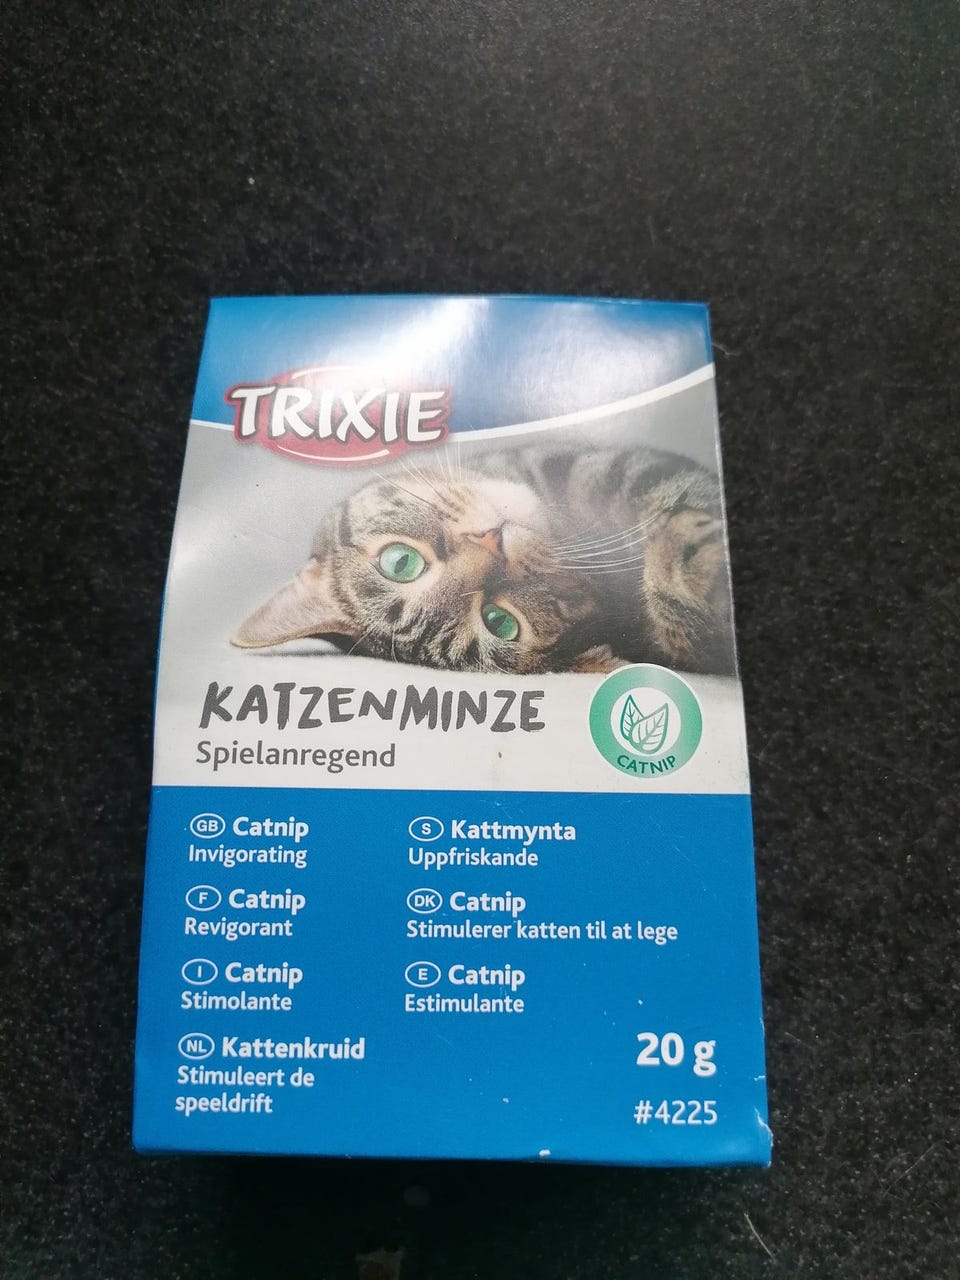 TRIXIE
KATZENMINZE
Spielanregend
CATNIP
GB Catnip
Invigorating
F Catnip
Revigorant
I Catnip
Stimolante
NL Kattenkruid
Stimuleert de
speeldrift
S Kattmynta
Uppfriskande
DK Catnip
Stimulerer katten til at lege
E Catnip
Estimulante
20 g
#4225